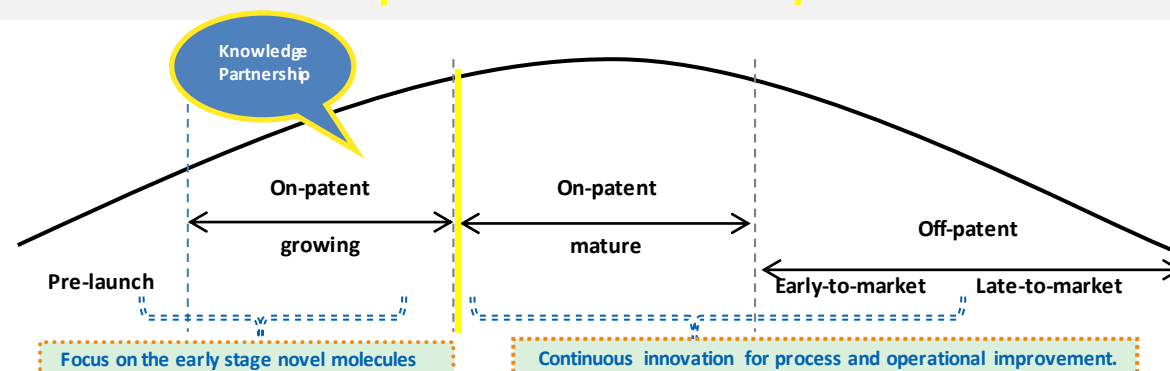 Knowledge
Partnership
On-patent
growing
On-patent
mature
Off-patent
Pre-launch
Early-to-market
Late-to-market
Focus on the early stage novel molecules
Continuous innovation for process and operational improvement.